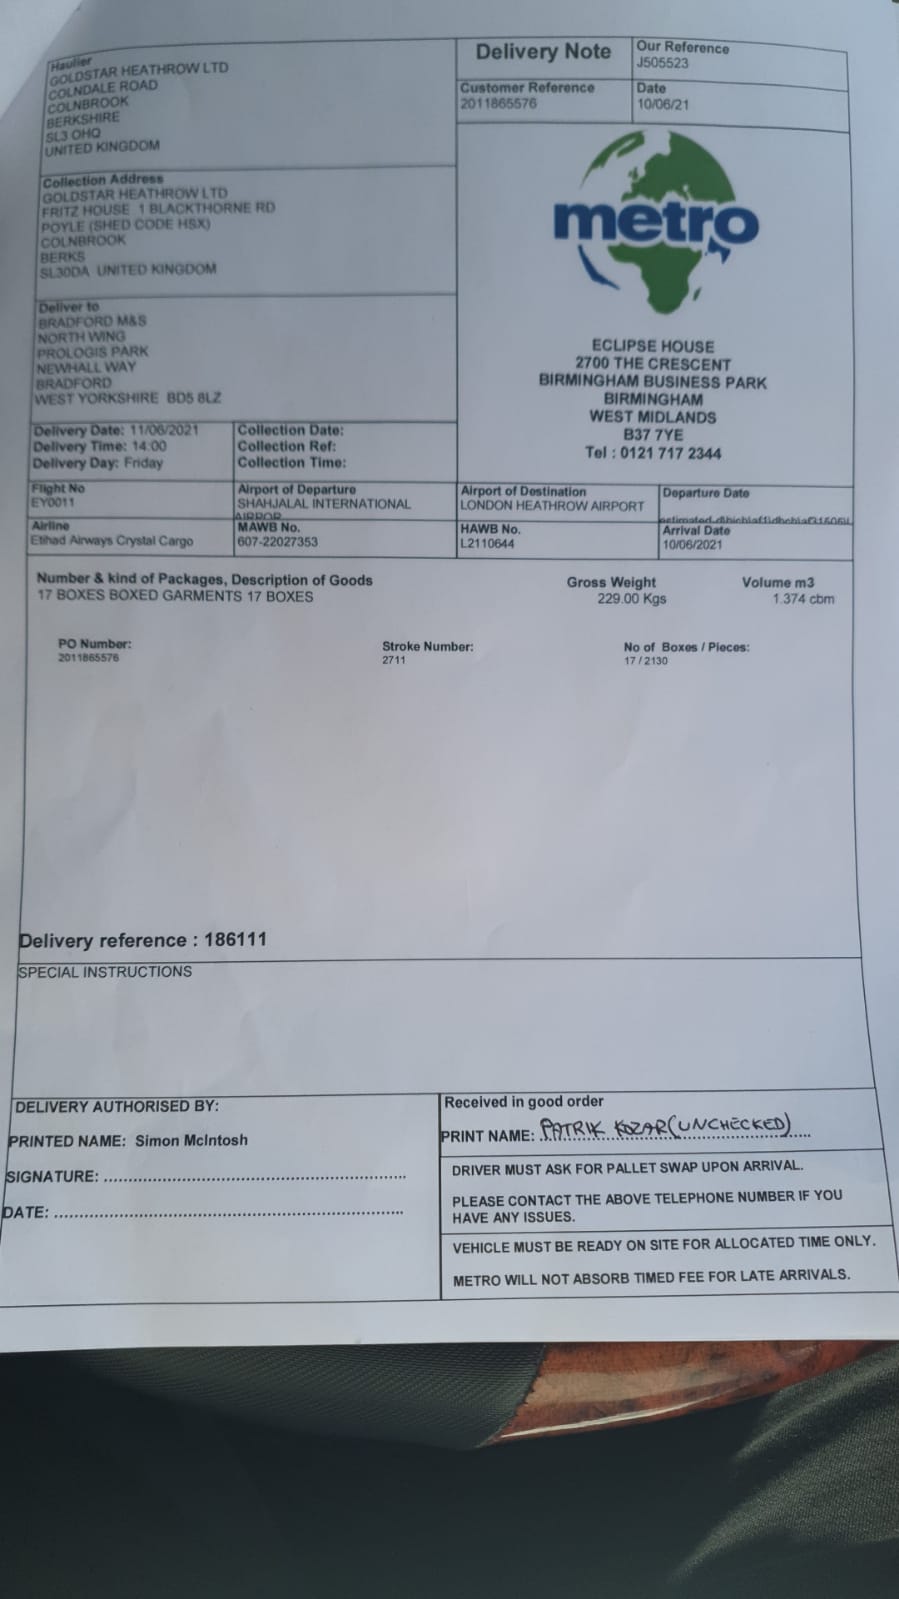 Haulier
GOLDSTAR HEATHROW LTD
COLNDALE ROAD
COLNBROOK
BERKSHIRE
SL3 OHQ
UNITED KINGDOM
Delivery Note
Our Reference
J505523
Customer Reference
2011865576
Date
10/06/21
Collection Address
GOLDSTAR HEATHROW LTD
FRITZ HOUSE 1 BLACKTHORNE RD
POYLE (SHED CODE HSX)
COLNBROOK
BERKS
SL30DA UNITED KINGDOM
metro
Deliver to
BRADFORD M&S
NORTH WING
PROLOGIS PARK
NEWHALL WAY
BRADFORD
WEST YORKSHIRE BD5 8LZ
ECLIPSE HOUSE
2700 THE CRESCENT
BIRMINGHAM BUSINESS PARK
BIRMINGHAM
WEST MIDLANDS
B37 7YE
Tel : 0121 717 2344
Delivery Date: 11/06/2021
Delivery Time: 14:00
Delivery Day: Friday
Collection Date:
Collection Ref:
Collection Time:
Flight No
EY0011
Airport of Departure
SHAHJALAL INTERNATIONAL
AIRPOR
Airport of Destination
LONDON HEATHROW AIRPORT
Departure Date
Airline
Etihad Airways Crystal Cargo
MAWB No.
607-22027353
HAWB No.
L2110644
Arrival Date
10/06/2021
Number & kind of Packages, Description of Goods
17 BOXES BOXED GARMENTS 17 BOXES
Gross Weight
229.00 Kgs
Volume m3
1.374 cbm
PO Number:
2011865576
Stroke Number:
2711
No of Boxes / Pieces:
17 / 2130
Delivery reference : 186111
SPECIAL INSTRUCTIONS
DELIVERY AUTHORISED BY:
PRINTED NAME: Simon McIntosh
SIGNATURE:
DATE:
Received in good order
PRINT NAME: PATRIK KOZAR (UNCHECKED)
DRIVER MUST ASK FOR PALLET SWAP UPON ARRIVAL.
PLEASE CONTACT THE ABOVE TELEPHONE NUMBER IF YOU
HAVE ANY ISSUES.
VEHICLE MUST BE READY ON SITE FOR ALLOCATED TIME ONLY.
METRO WILL NOT ABSORB TIMED FEE FOR LATE ARRIVALS.